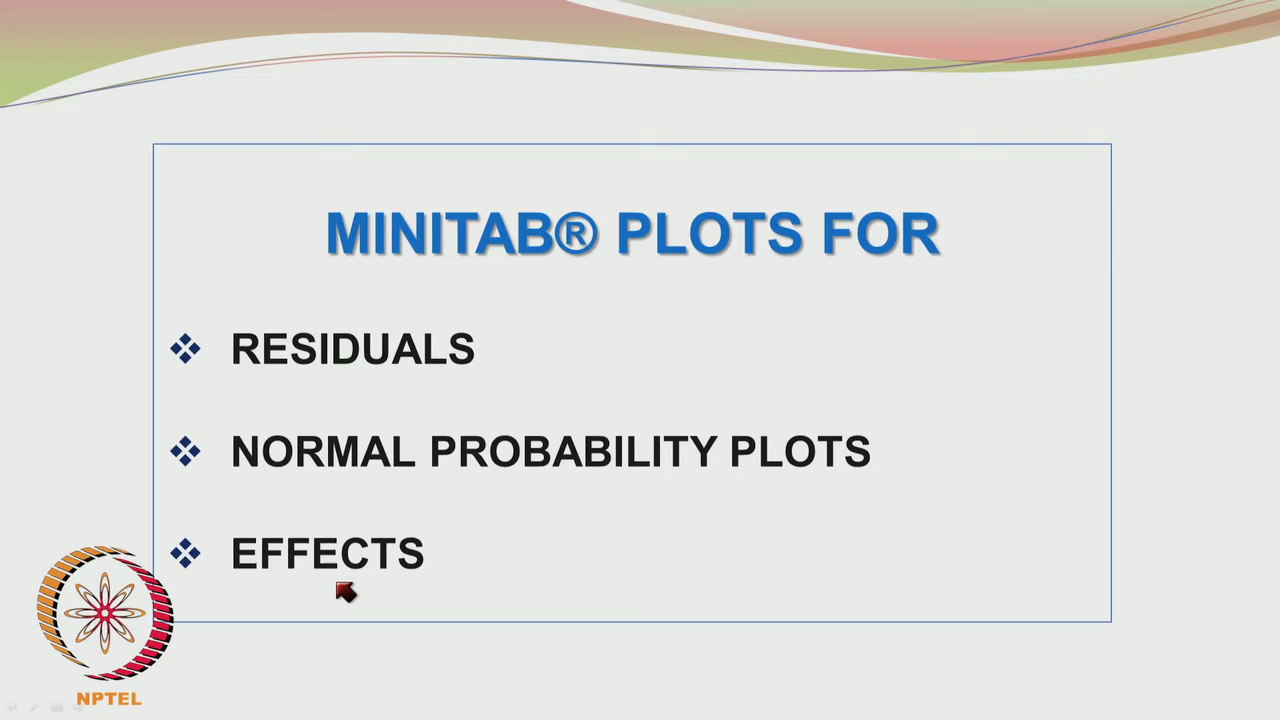 MINITAB® PLOTS FOR
RESIDUALS
NORMAL PROBABILITY PLOTS
EFFECTS
NPTEL